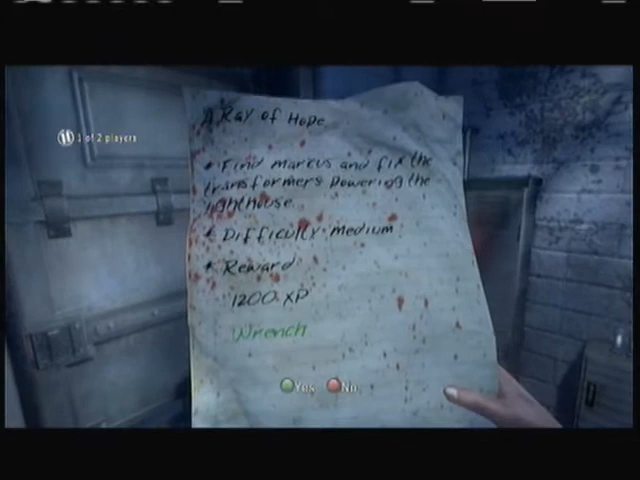 1 of 2 players
A Ray of Hope
* Find Marcus and fix the
transformers powering the
lighthouse
* Difficulty: medium
* Reward
1200 XP
Wrench
Yes No